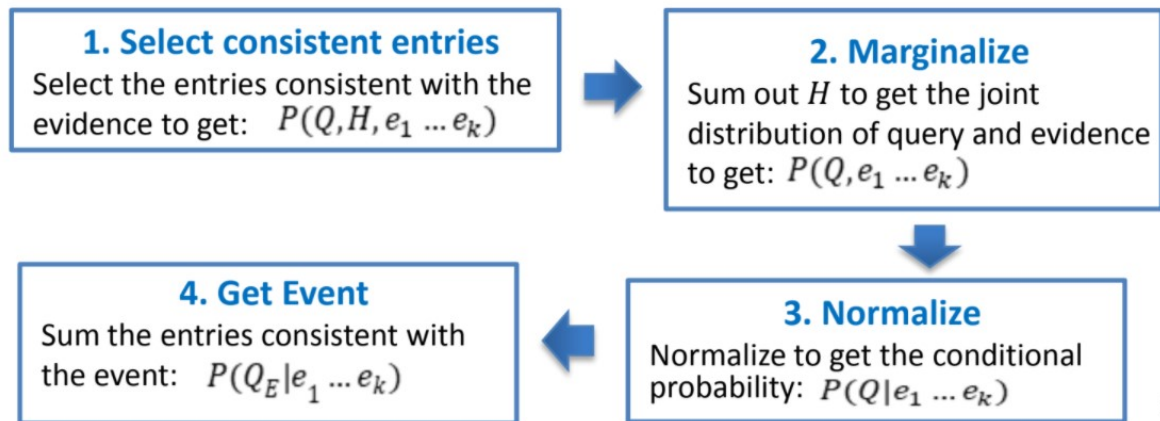 1. Select consistent entries
Select the entries consistent with the
evidence to get: P(Q, H, e₁ … eₖ)
2. Marginalize
Sum out H to get the joint
distribution of query and evidence
to get: P(Q, e₁ … eₖ)
3. Normalize
Normalize to get the conditional
probability: P(Q|e₁ … eₖ)
4. Get Event
Sum the entries consistent with
the event: P(Q_E|e₁ … eₖ)